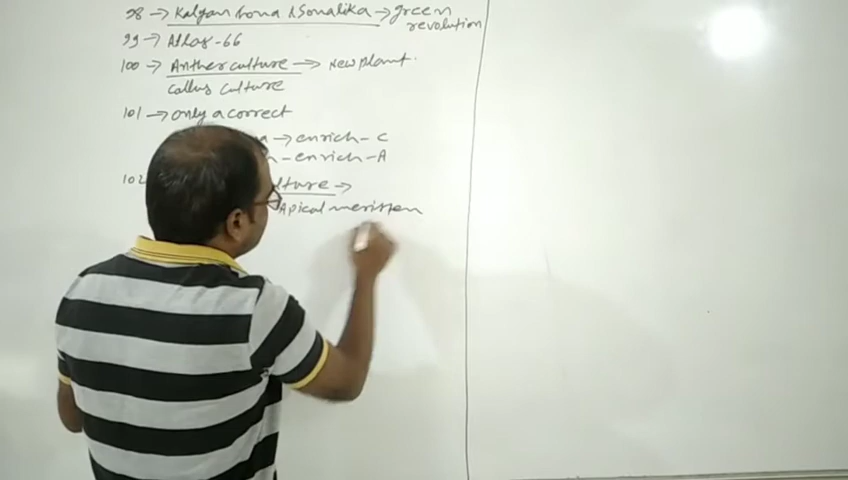 98 → Kalyan Sona & Sonalika → green
revolution
99 → Atlas-66
100 → Anther culture → New plant.
callus culture
101 → only a correct
→ enrich - C
- enrich - A
102
→
Apical meristem